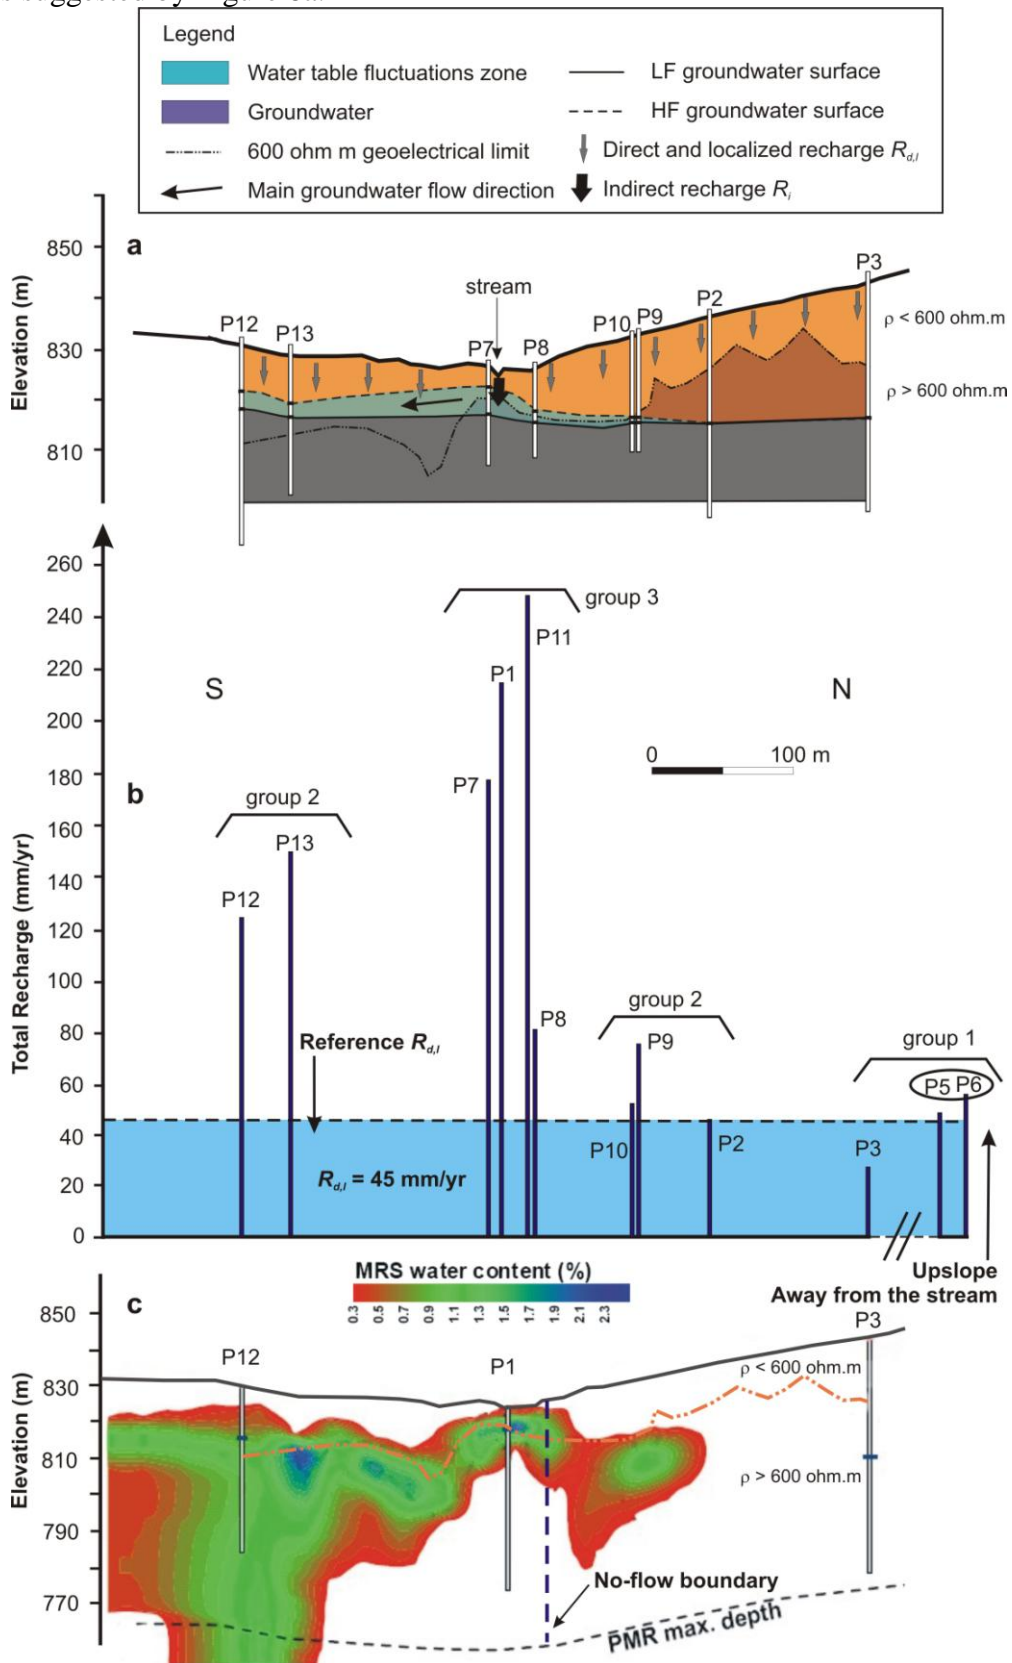 Legend
Water table fluctuations zone
LF groundwater surface
Groundwater
HF groundwater surface
600 ohm m geoelectrical limit
Direct and localized recharge Rd,l
Main groundwater flow direction
Indirect recharge Ri
a
850
830
810
Elevation (m)
P3
stream
P2
P12
P13
P10
P9
P7
P8
ρ < 600 ohm.m
ρ > 600 ohm.m
260
240
220
200
180
160
140
120
100
80
60
40
20
0
Total Recharge (mm/yr)
group 3
P11
P1
S
N
0
100 m
P7
b
group 2
P13
P12
group 2
P8
P9
Reference Rd,l
group 1
P5
P6
P10
P2
P3
Rd,l = 45 mm/yr
Upslope
Away from the stream
MRS water content (%)
0.3 0.5 0.7 0.9 1.1 1.3 1.5 1.7 1.9 2.1 2.3
c
850
830
810
790
770
Elevation (m)
P3
P12
P1
ρ < 600 ohm.m
ρ > 600 ohm.m
No-flow boundary
PMR max. depth